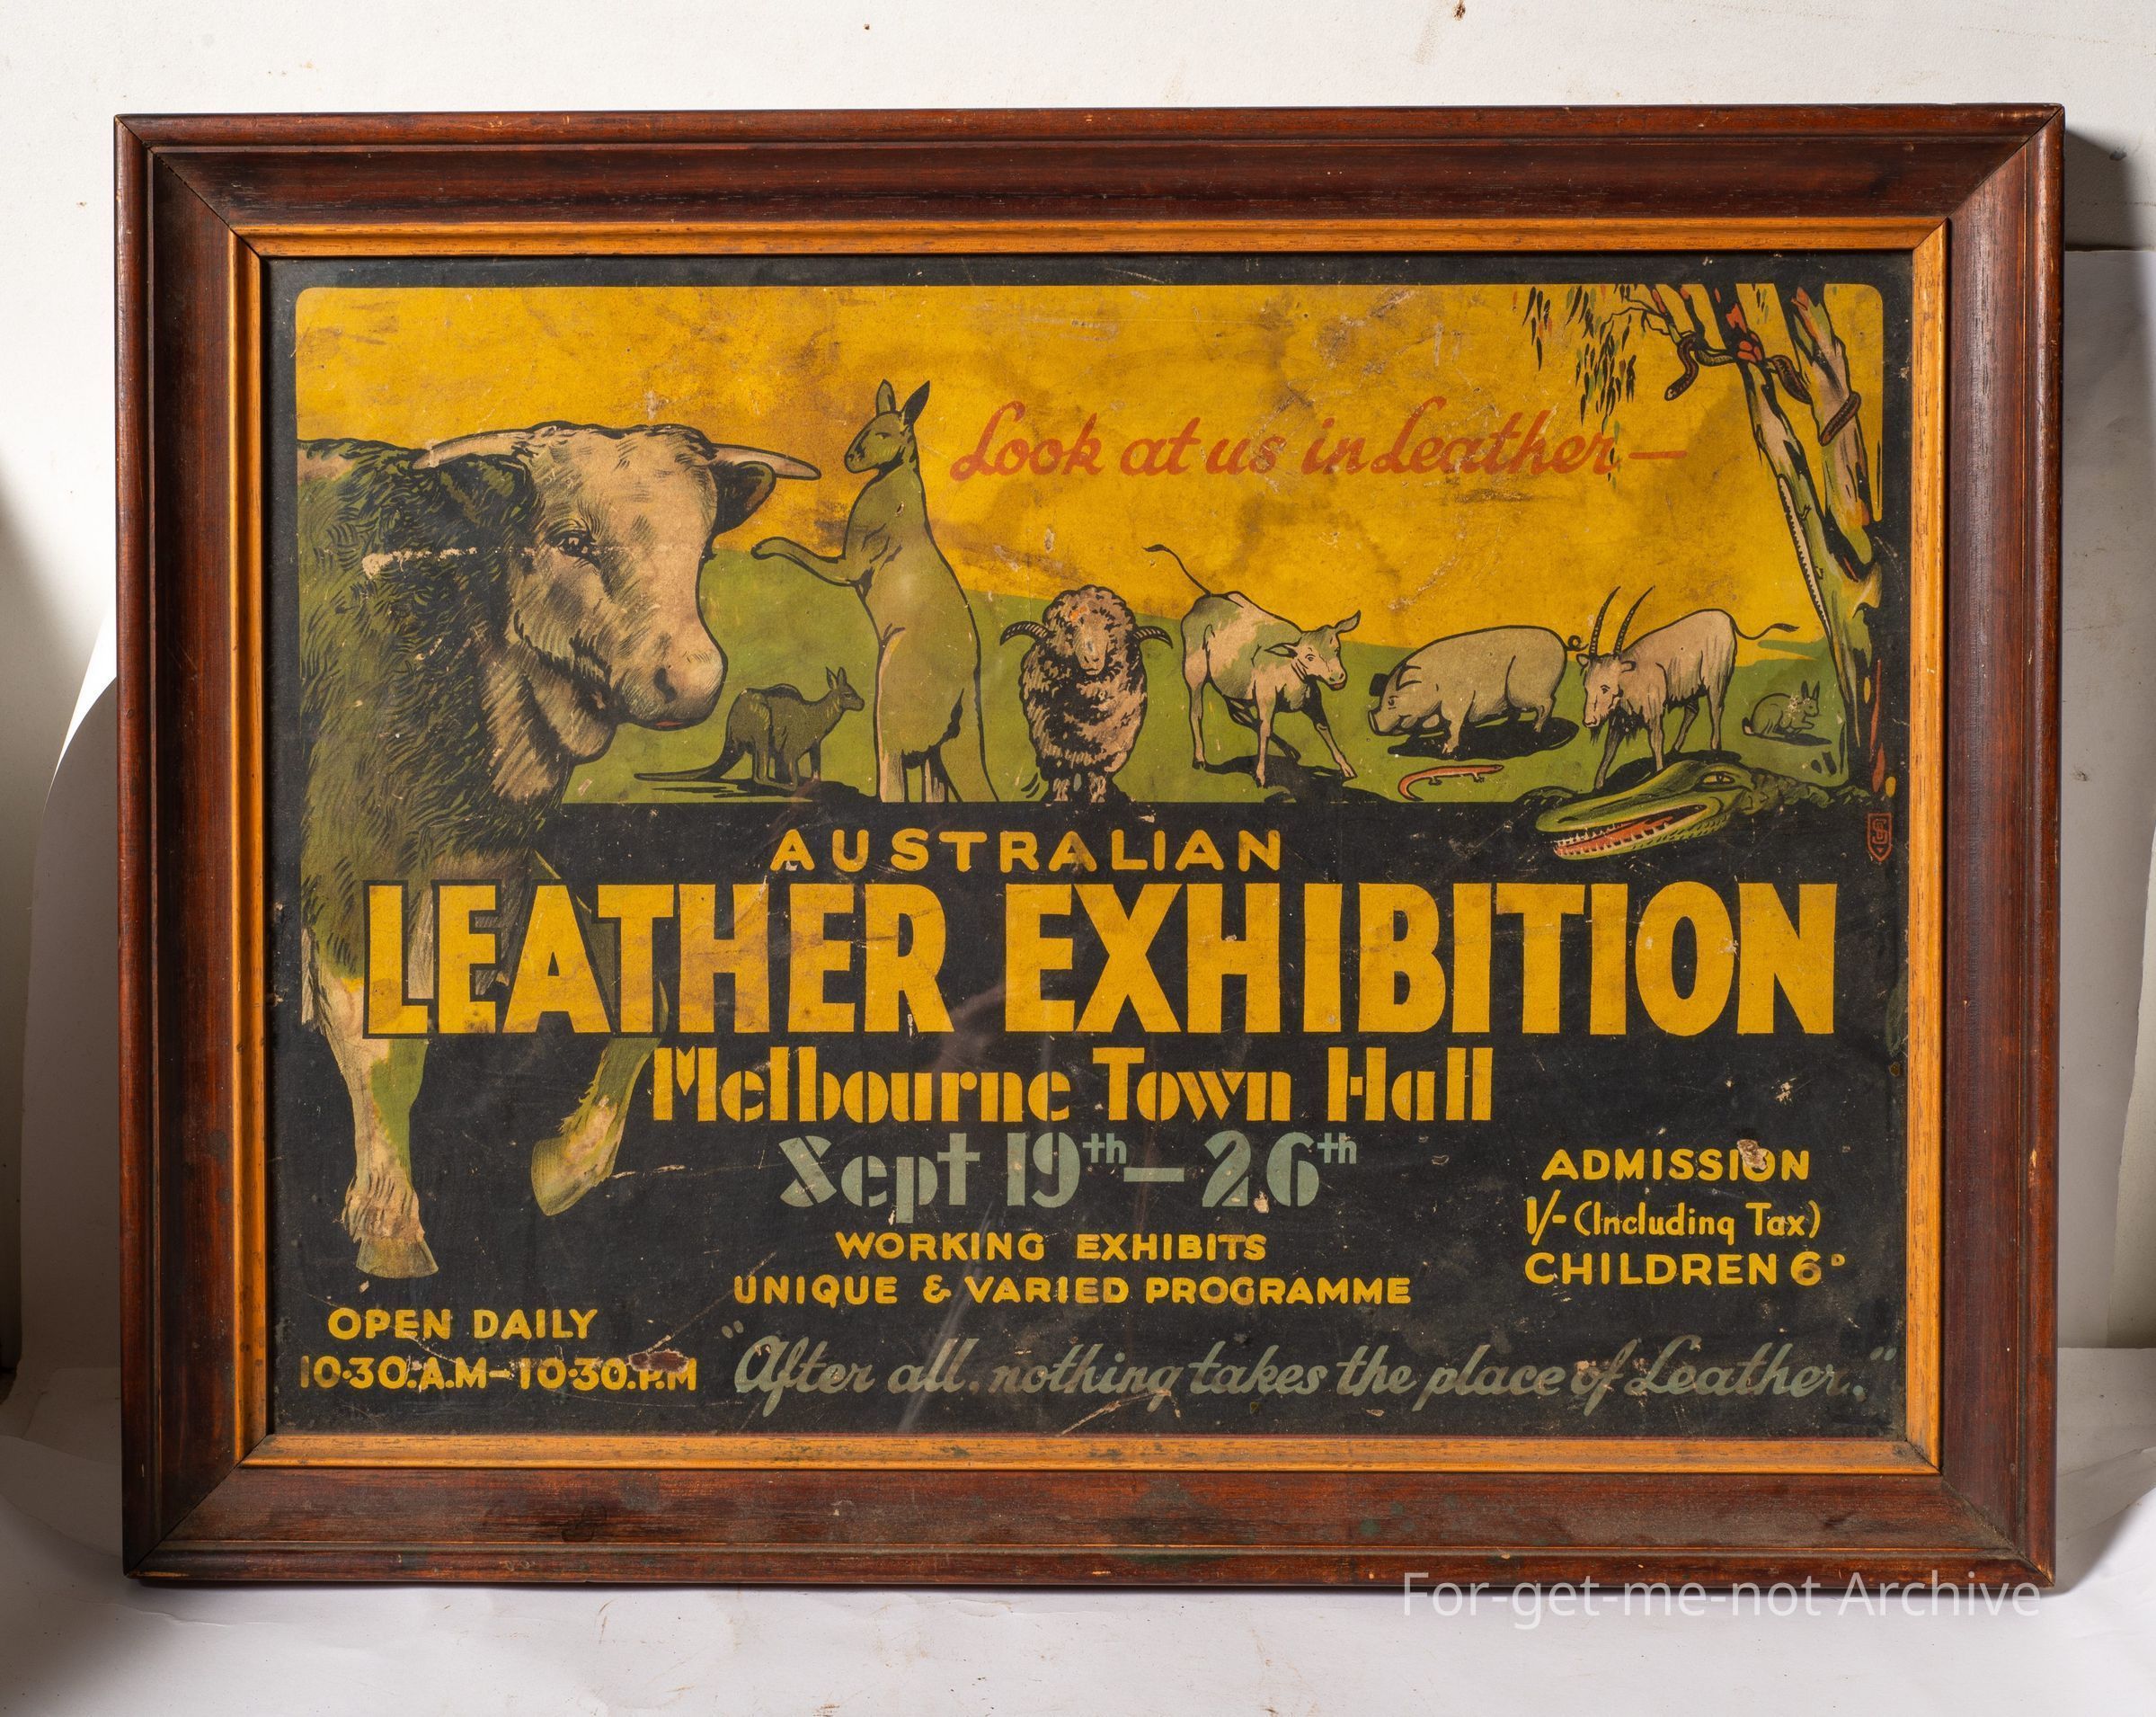 Look at us in Leather—
AUSTRALIAN
LEATHER EXHIBITION
Melbourne Town Hall
Sept 19th–26th
WORKING EXHIBITS
UNIQUE & VARIED PROGRAMME
ADMISSION
1/- (Including Tax)
CHILDREN 6D
OPEN DAILY
10·30.A.M–10·30.P.M
"After all, nothing takes the place of Leather."
For-get-me-not Archive